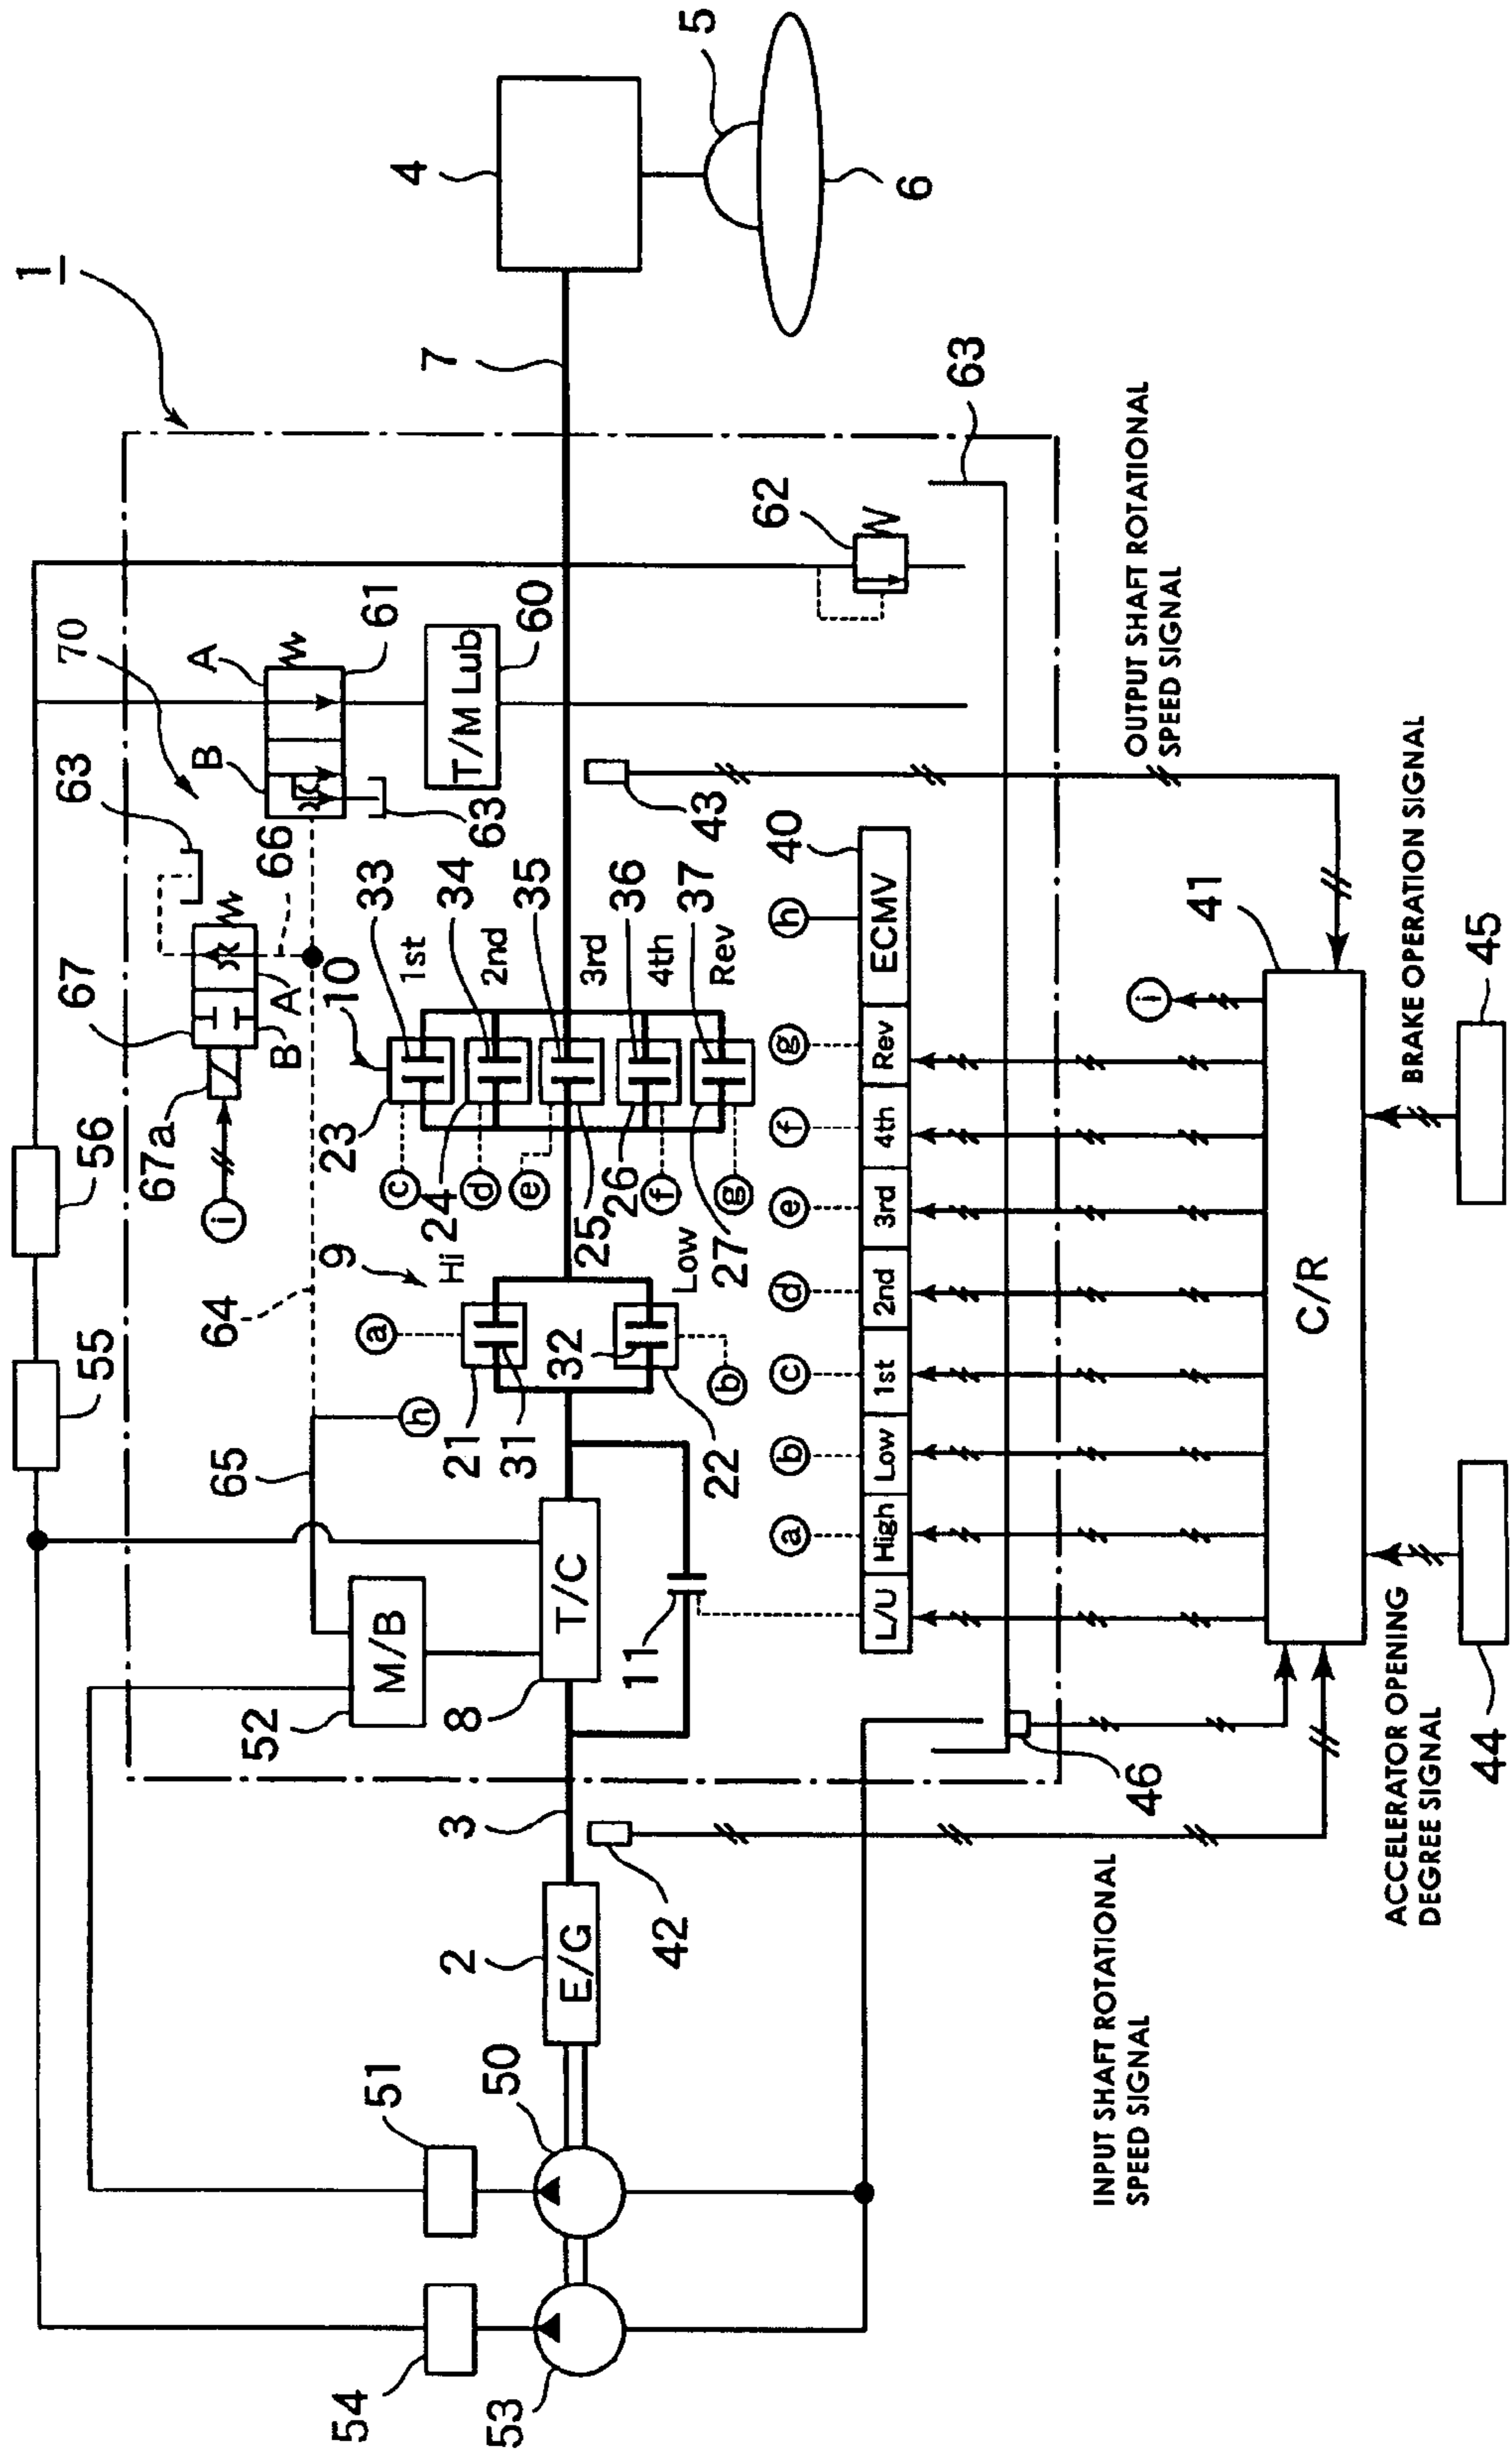 1
4
5
6
7
54
53
51
50
2
E/G
3
42
52
M/B
8
T/C
11
65
55
56
64
67a
67
i
B
A
66
63
70
B
A
61
63
T/M Lub
60
62
63
9
Hi
Low
a
21
31
32
22
b
h
10
23
33
1st
c
24
34
2nd
d
25
35
3rd
e
26
36
4th
f
27
37
Rev
g
43
40
a
b
c
d
e
f
g
h
L/U
High
Low
1st
2nd
3rd
4th
Rev
ECMV
46
C/R
41
i
44
45
INPUT SHAFT ROTATIONAL
SPEED SIGNAL
ACCELERATOR OPENING
DEGREE SIGNAL
BRAKE OPERATION SIGNAL
OUTPUT SHAFT ROTATIONAL
SPEED SIGNAL